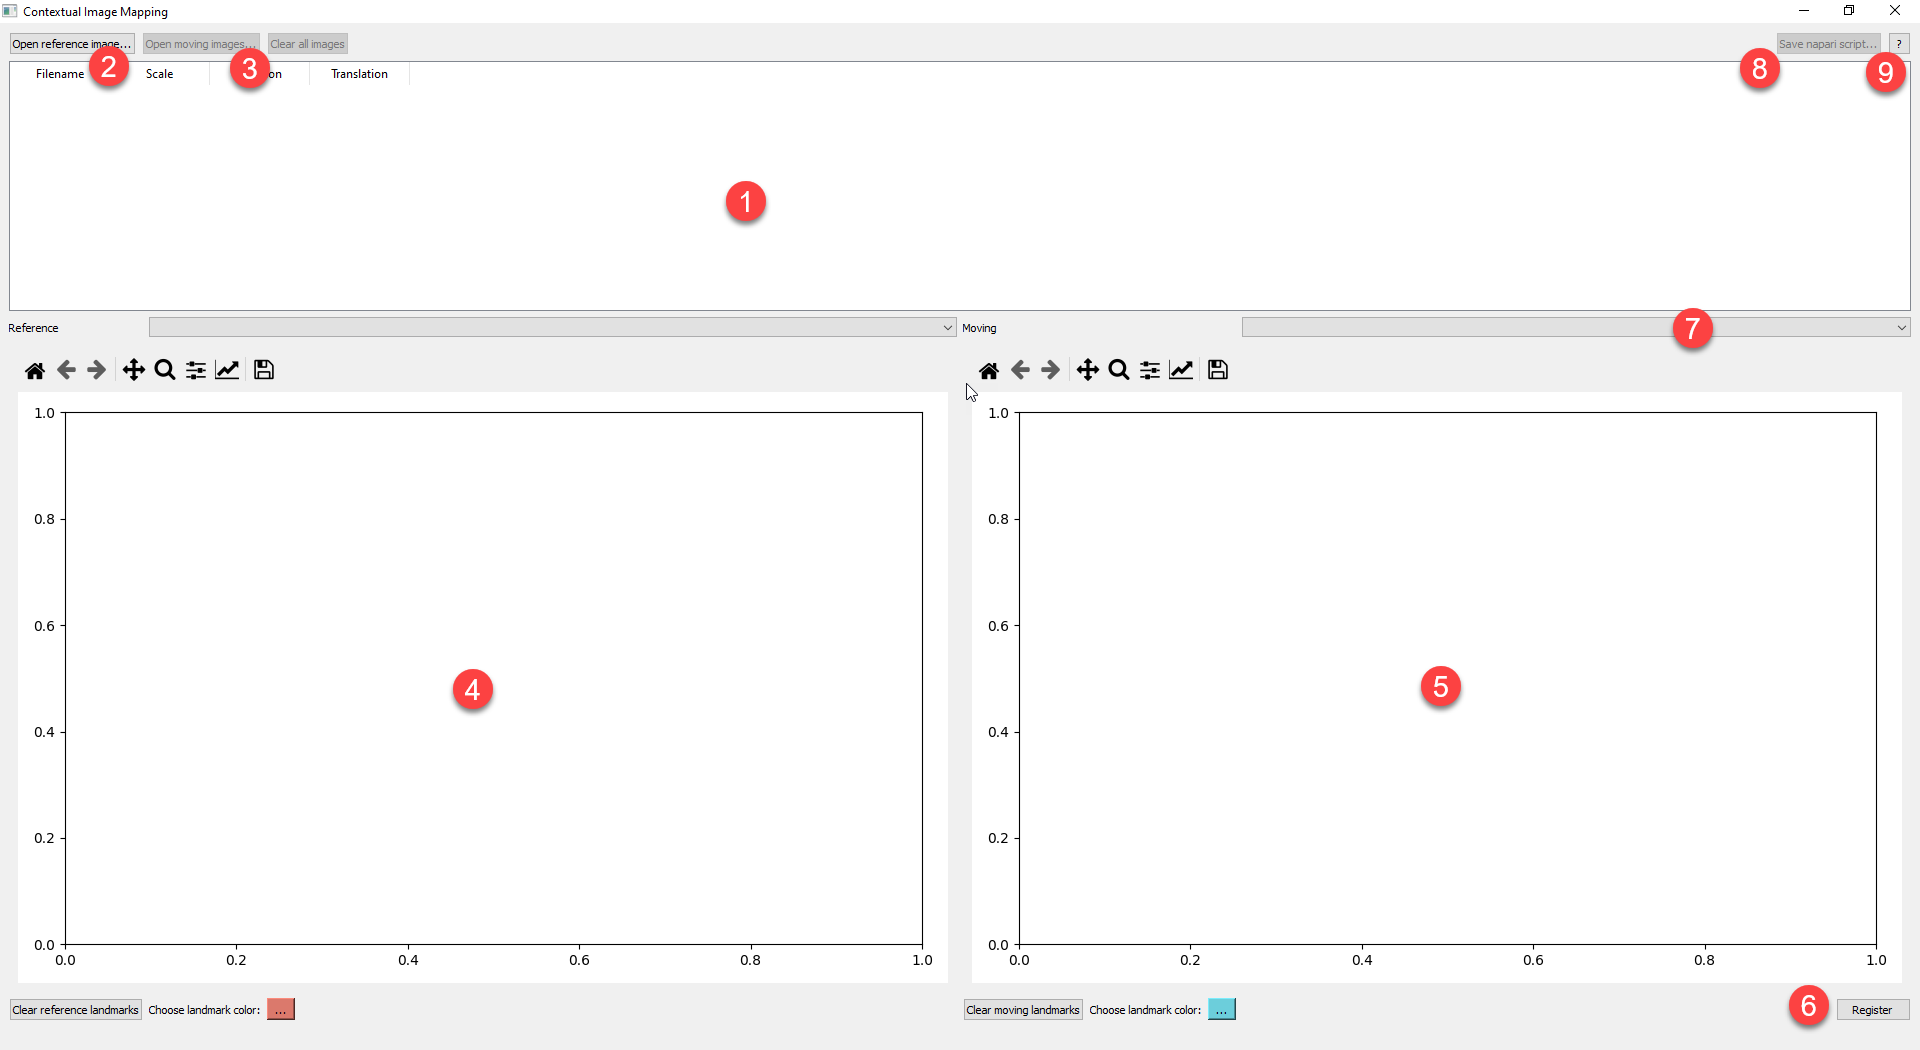 Contextual Image Mapping
Open reference image... Open moving images... Clear all images Save napari script... ?
2 3 8 9
Filename Scale on Translation
1
Reference Moving 7
1.0 1.0
0.8 0.8
0.6 0.6
4 5
0.4 0.4
0.2 0.2
0.0 0.0
0.0 0.2 0.4 0.6 0.8 1.0 0.0 0.2 0.4 0.6 0.8 1.0
Clear reference landmarks Choose landmark color: ... Clear moving landmarks Choose landmark color: ... 6 Register